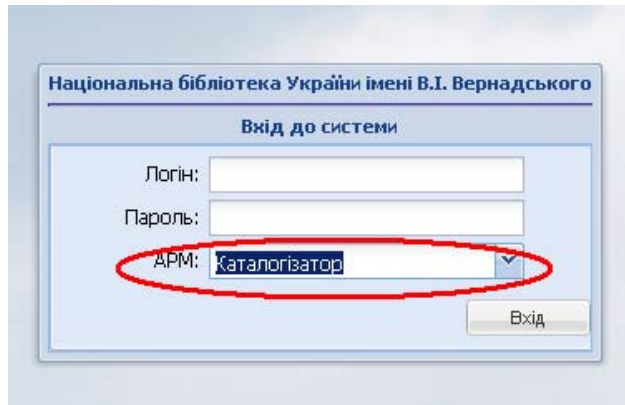 Національна бібліотека України імені В.І. Вернадського
Вхід до системи
Логін:
Пароль:
АРМ: Каталогізатор
Вхід